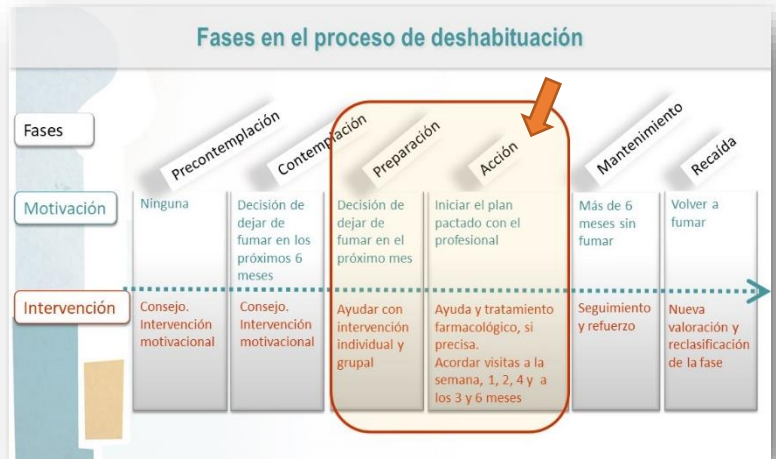 Fases en el proceso de deshabituación
Fases
Precontemplación
Contemplación
Preparación
Acción
Mantenimiento
Recaída
Motivación
Ninguna
Decisión de
dejar de
fumar en los
próximos 6
meses
Decisión de
dejar de
fumar en el
próximo mes
Iniciar el plan
pactado con el
profesional
Más de 6
meses sin
fumar
Volver a
fumar
Intervención
Consejo.
Intervención
motivacional
Consejo.
Intervención
motivacional
Ayudar con
intervención
individual y
grupal
Ayuda y tratamiento
farmacológico, si
precisa.
Acordar visitas a la
semana, 1, 2, 4 y  a
los 3 y 6 meses
Seguimiento
y refuerzo
Nueva
valoración y
reclasificación
de la fase